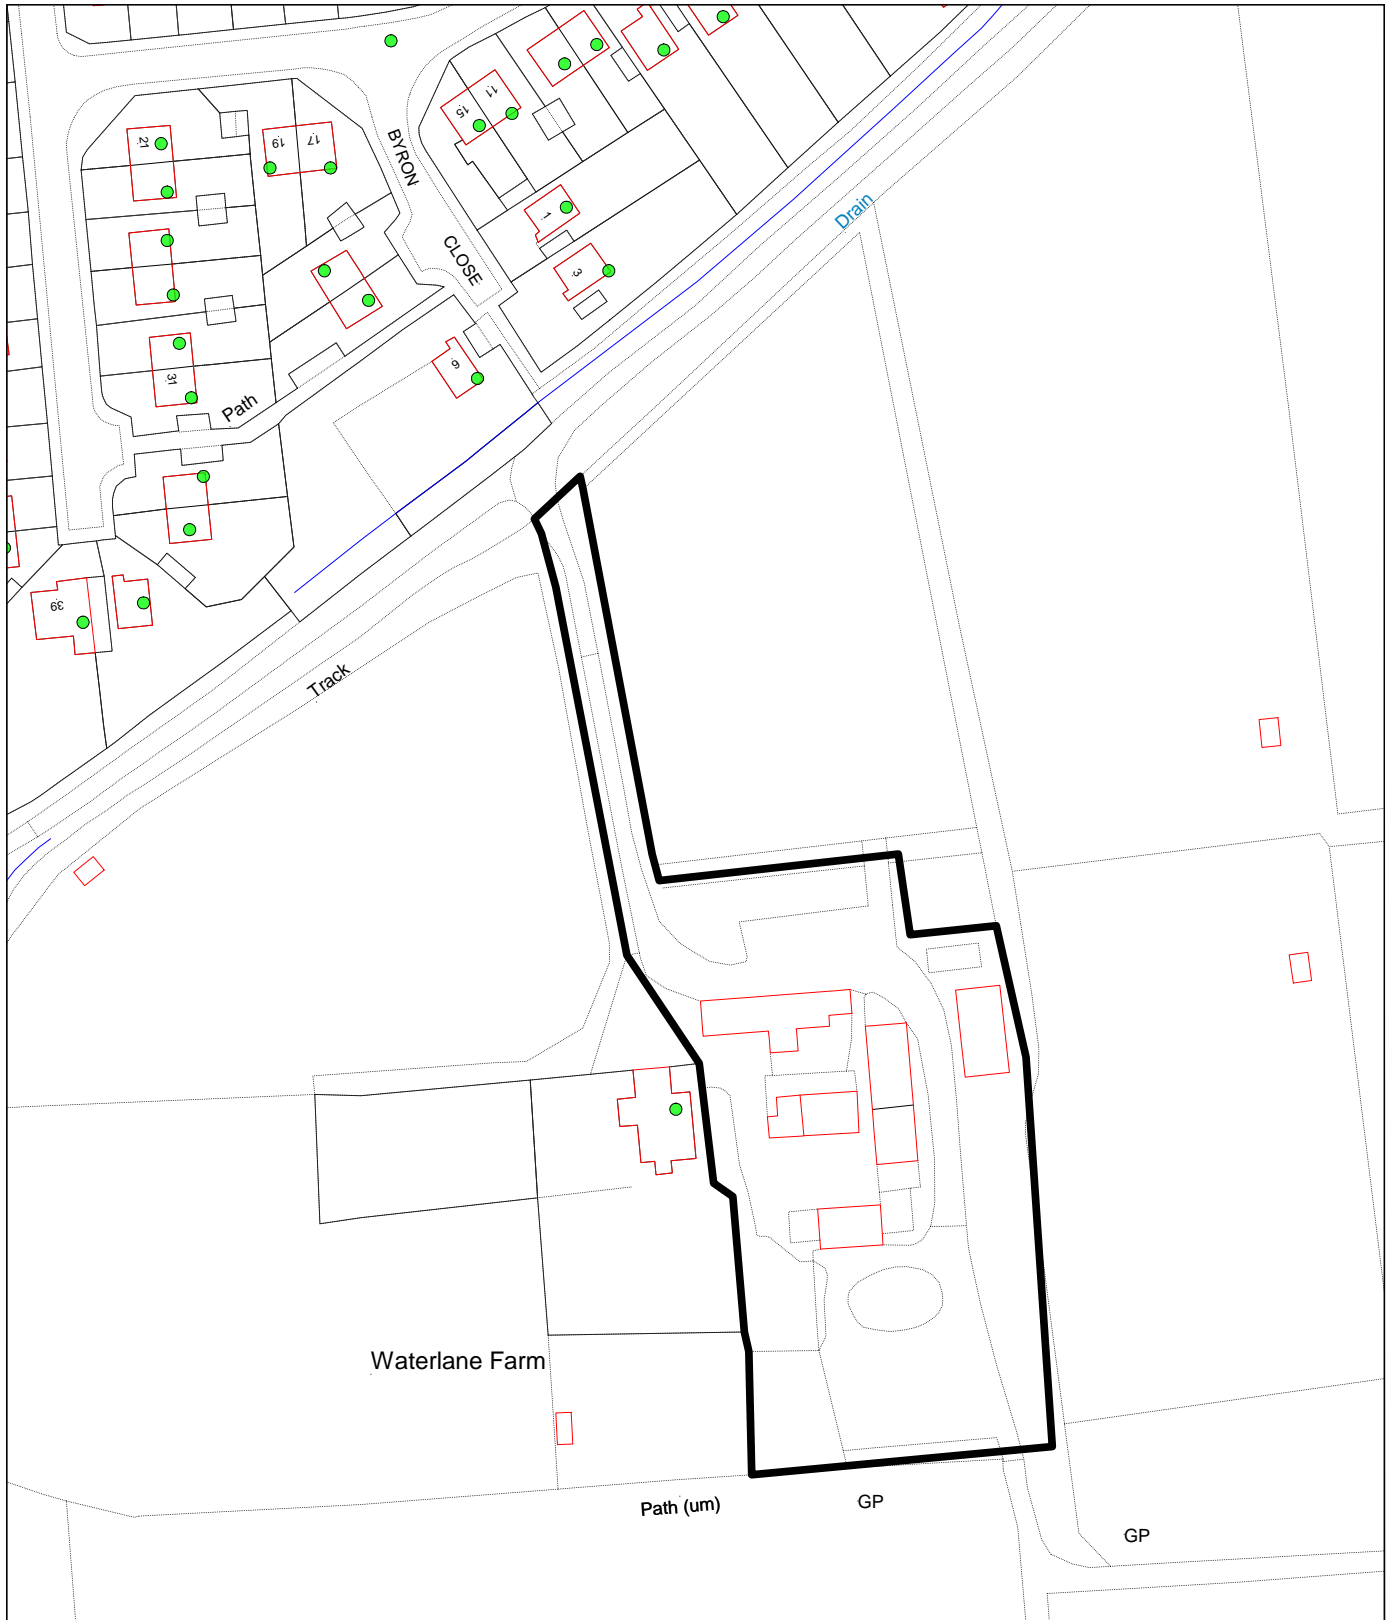 11
15
21
19
17
BYRON
1
Drain
CLOSE
3
9
31
Path
39
Track
Waterlane Farm
Path (um)
GP
GP